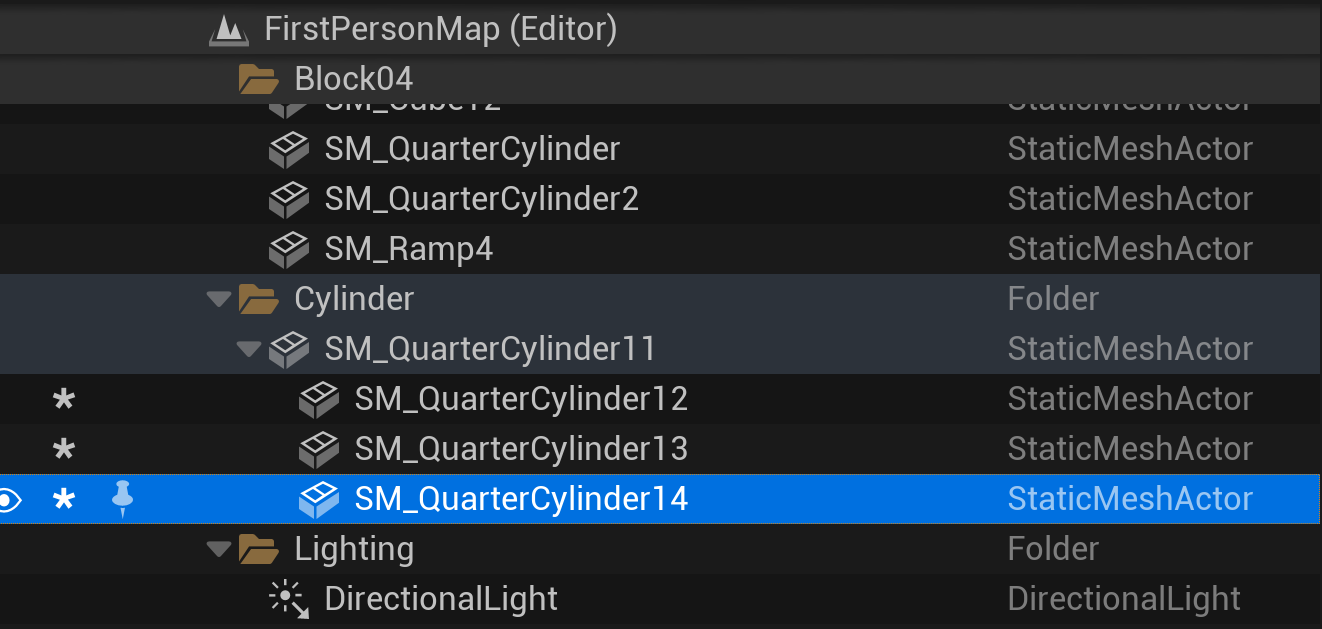 FirstPersonMap (Editor)
Block04
SM_Cube12 StaticMeshActor
SM_QuarterCylinder StaticMeshActor
SM_QuarterCylinder2 StaticMeshActor
SM_Ramp4 StaticMeshActor
Cylinder Folder
SM_QuarterCylinder11 StaticMeshActor
SM_QuarterCylinder12 StaticMeshActor
SM_QuarterCylinder13 StaticMeshActor
SM_QuarterCylinder14 StaticMeshActor
Lighting Folder
DirectionalLight DirectionalLight